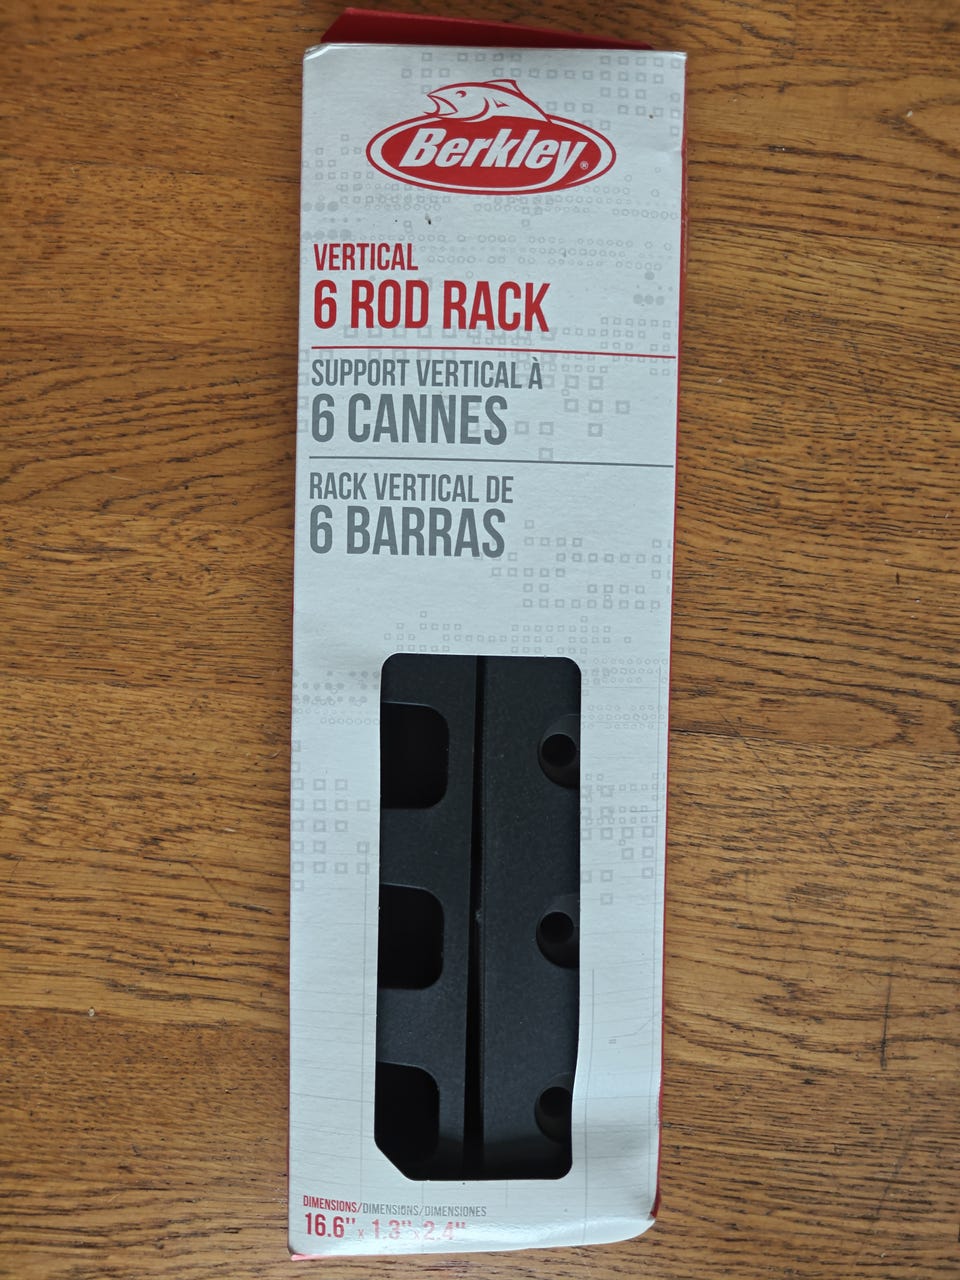 Berkley®
VERTICAL
6 ROD RACK
SUPPORT VERTICAL À
6 CANNES
RACK VERTICAL DE
6 BARRAS
DIMENSIONS/DIMENSIONS/DIMENSIONES
16.6" x 1.3" x 2.4"